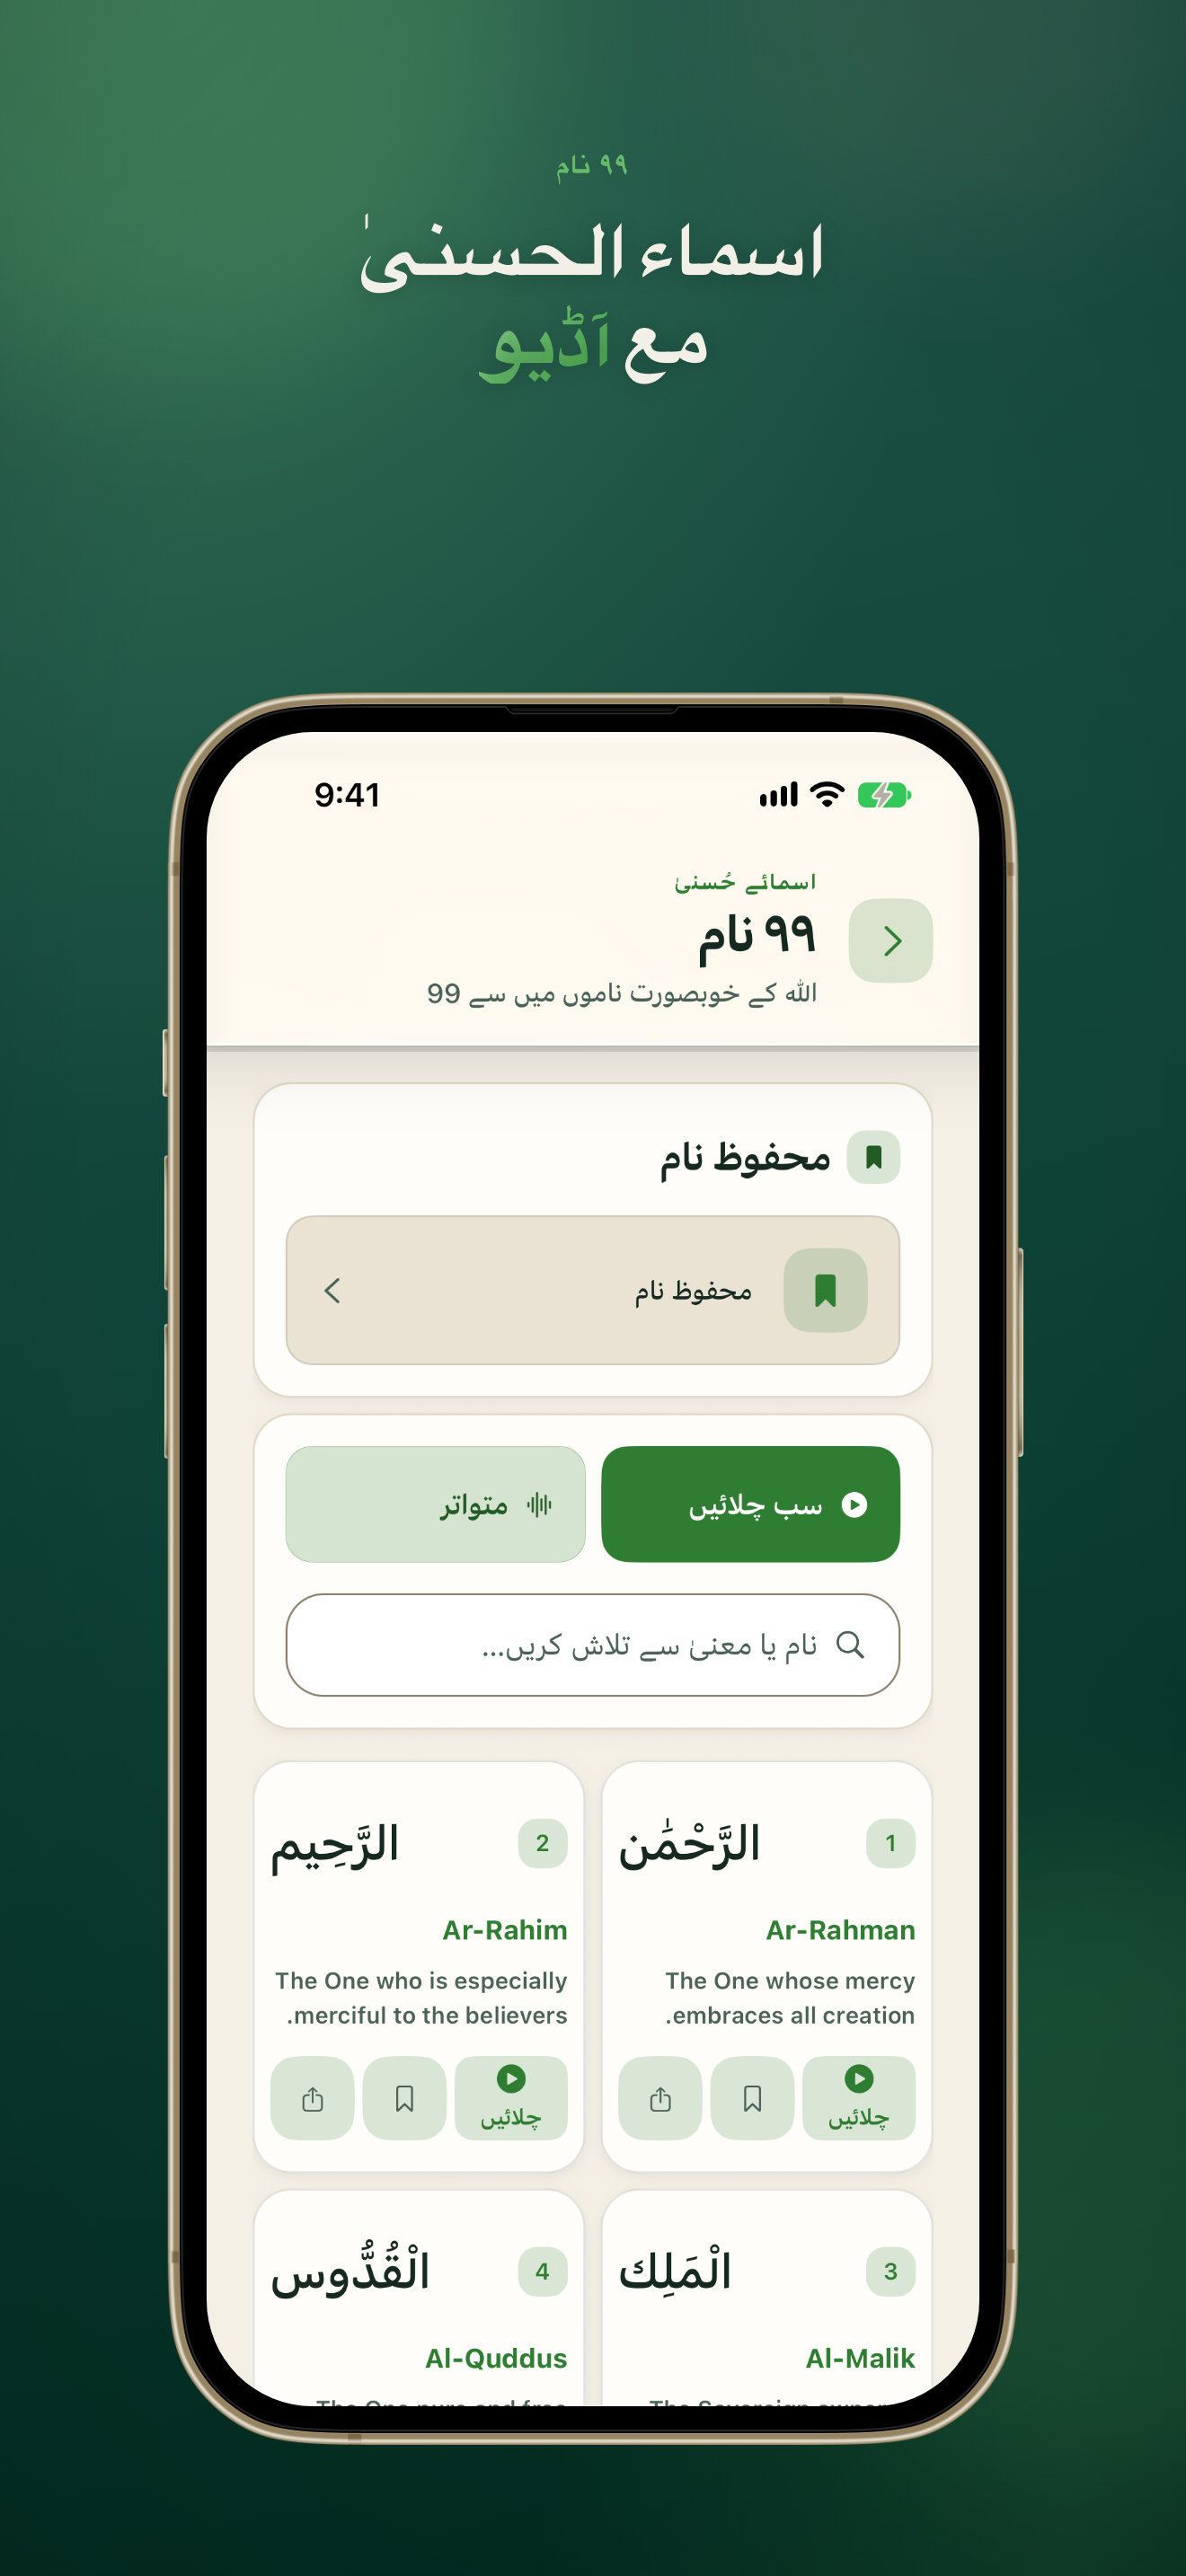 ۹۹ نام
اسماء الحسنیٰ
مع آڈیو
9:41
اسمائے حُسنیٰ
۹۹ نام
اللہ کے خوبصورت ناموں میں سے 99
محفوظ نام
محفوظ نام
سب چلائیں
متواتر
نام یا معنیٰ سے تلاش کریں...
1
الرَّحْمَٰن
Ar-Rahman
The One whose mercy
embraces all creation.
چلائیں
2
الرَّحِيم
Ar-Rahim
The One who is especially
merciful to the believers.
چلائیں
3
الْمَلِك
Al-Malik
4
الْقُدُّوس
Al-Quddus